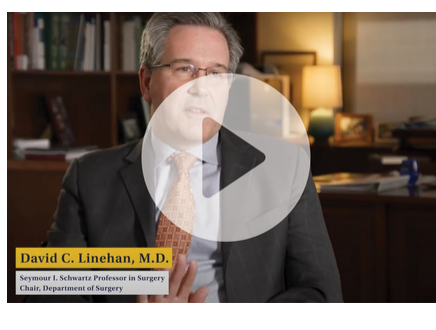 David C. Linehan, M.D.
Seymour I. Schwartz Professor in Surgery
Chair, Department of Surgery